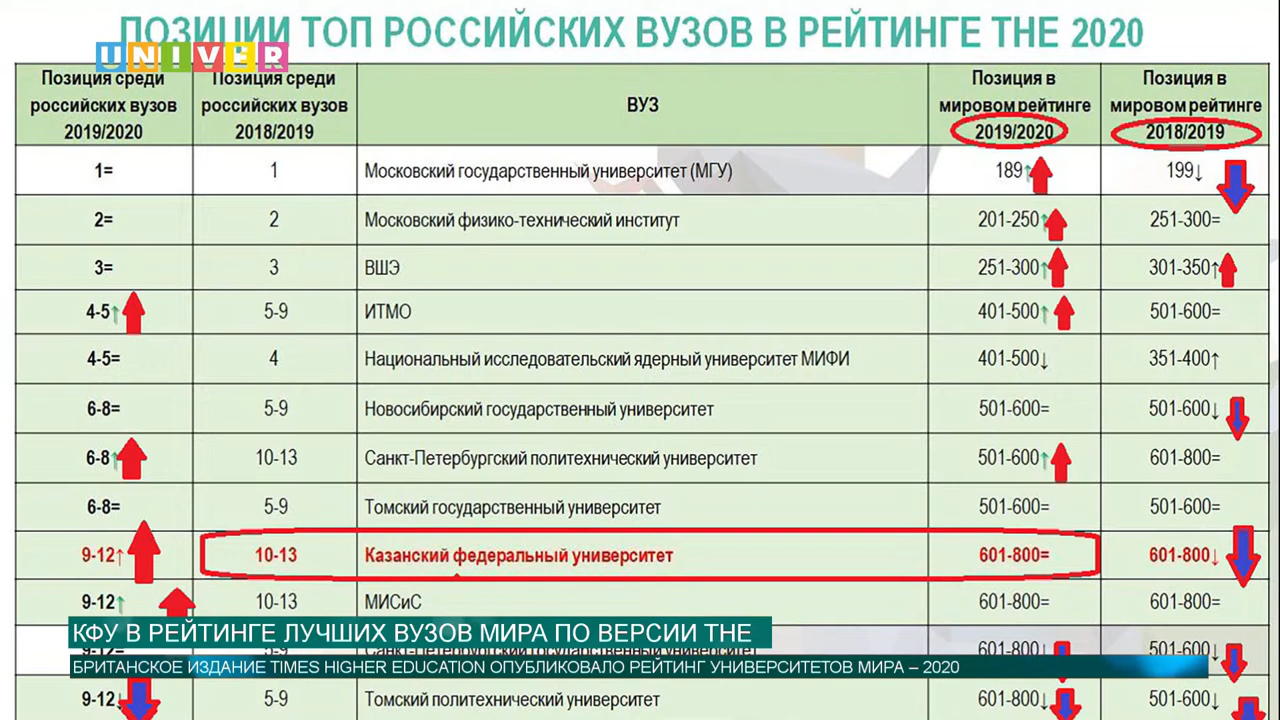 ПОЗИЦИИ ТОП РОССИЙСКИХ ВУЗОВ В РЕЙТИНГЕ THE 2020
UNIVER
Позиция среди российских вузов 2019/2020 Позиция среди российских вузов 2018/2019 ВУЗ Позиция в мировом рейтинге 2019/2020 Позиция в мировом рейтинге 2018/2019
1= 1 Московский государственный университет (МГУ) 189↑ 199↓
2= 2 Московский физико-технический институт 201-250↑ 251-300=
3= 3 ВШЭ 251-300↑ 301-350↑
4-5↑ 5-9 ИТМО 401-500↑ 501-600=
4-5= 4 Национальный исследовательский ядерный университет МИФИ 401-500↓ 351-400↑
6-8= 5-9 Новосибирский государственный университет 501-600= 501-600↓
6-8↑ 10-13 Санкт-Петербургский политехнический университет 501-600↑ 601-800=
6-8= 5-9 Томский государственный университет 501-600= 501-600=
9-12↑ 10-13 Казанский федеральный университет 601-800= 601-800↓
9-12↑ 10-13 МИСиС 601-800= 601-800=
КФУ В РЕЙТИНГЕ ЛУЧШИХ ВУЗОВ МИРА ПО ВЕРСИИ THE
9-12= 5-9 Санкт-Петербургский государственный университет 601-800↓ 501-600↓
БРИТАНСКОЕ ИЗДАНИЕ TIMES HIGHER EDUCATION ОПУБЛИКОВАЛО РЕЙТИНГ УНИВЕРСИТЕТОВ МИРА – 2020
9-12↓ 5-9 Томский политехнический университет 601-800↓ 501-600↓